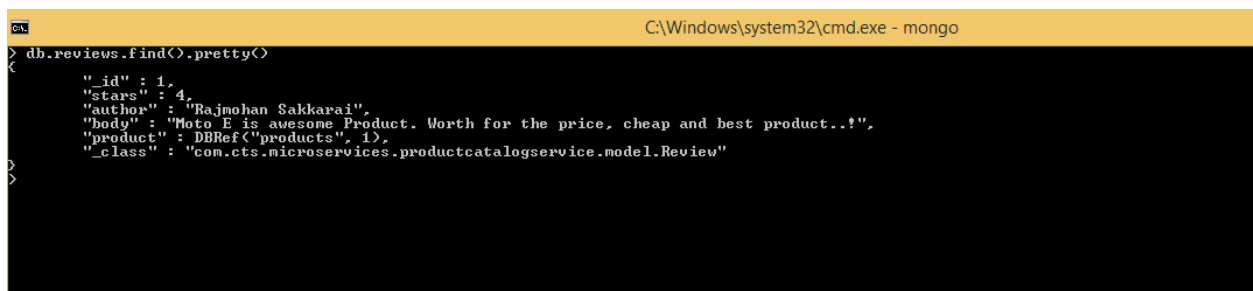 C:\Windows\system32\cmd.exe - mongo
> db.reviews.find().pretty()
{
"_id" : 1,
"stars" : 4,
"author" : "Rajmohan Sakkarai",
"body" : "Moto E is awesome Product. Worth for the price, cheap and best product..!",
"product" : DBRef("products", 1),
"_class" : "com.cts.microservices.productcatalogservice.model.Review"
}
>